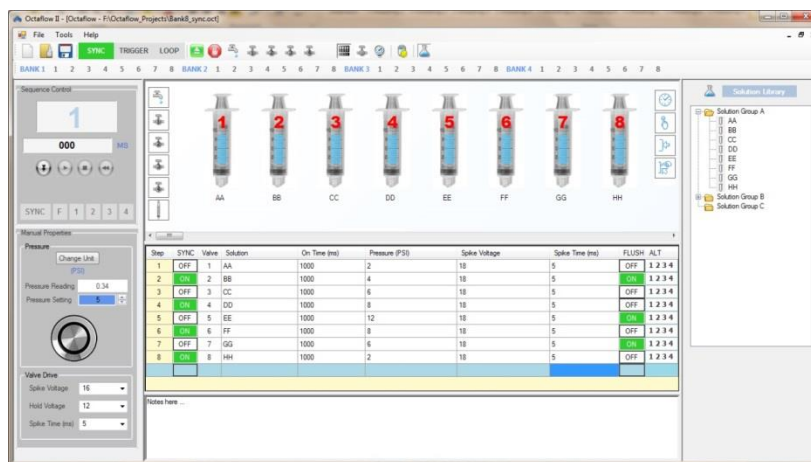 Octaflow II - [Octaflow - F:\Octaflow_Projects\Bank8_sync.oct]
File Tools Help
SYNC TRIGGER LOOP
BANK 1 1 2 3 4 5 6 7 8 BANK 2 1 2 3 4 5 6 7 8 BANK 3 1 2 3 4 5 6 7 8 BANK 4 1 2 3 4 5 6 7 8
Sequence Control
1
000 MS
SYNC F 1 2 3 4
Manual Properties
Pressure
Change Unit
(PSI)
Pressure Reading 0.34
Pressure Setting 5
Valve Drive
Spike Voltage 16
Hold Voltage 12
Spike Time (ms) 5
1 2 3 4 5 6 7 8
AA BB CC DD EE FF GG HH
Step SYNC Valve Solution On Time (ms) Pressure (PSI) Spike Voltage Spike Time (ms) FLUSH ALT
1 OFF 1 AA 1000 2 18 5 OFF 1 2 3 4
2 ON 2 BB 1000 4 18 5 ON 1 2 3 4
3 OFF 3 CC 1000 6 18 5 OFF 1 2 3 4
4 ON 4 DD 1000 8 18 5 OFF 1 2 3 4
5 OFF 5 EE 1000 12 18 5 ON 1 2 3 4
6 ON 6 FF 1000 8 18 5 OFF 1 2 3 4
7 OFF 7 GG 1000 6 18 5 ON 1 2 3 4
8 ON 8 HH 1000 2 18 5 OFF 1 2 3 4
Notes here ...
Solution Library
Solution Group A
AA
BB
CC
DD
EE
FF
GG
HH
Solution Group B
Solution Group C